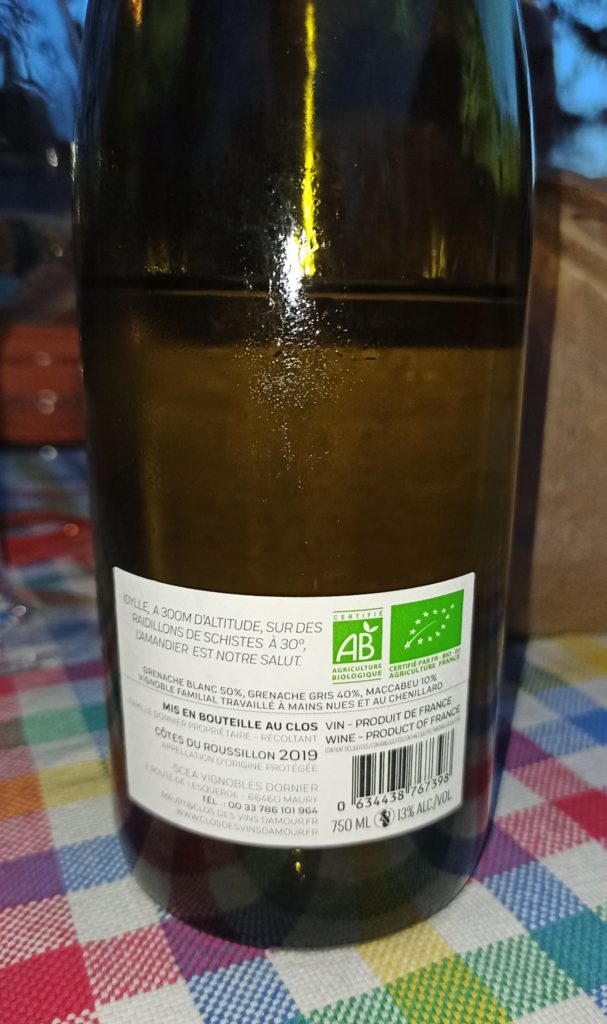 IDYLLE, A 300M D'ALTITUDE, SUR DES
RAIDILLONS DE SCHISTES À 30°,
L'AMANDIER EST NOTRE SALUT.
CERTIFIÉ
AB
AGRICULTURE
BIOLOGIQUE
CERTIFIÉ PAR FR-BIO-01
AGRICULTURE FRANCE
GRENACHE BLANC 50%, GRENACHE GRIS 40%, MACCABEU 10%
VIGNOBLE FAMILIAL TRAVAILLÉ À MAINS NUES ET AU CHENILLARD
MIS EN BOUTEILLE AU CLOS
FAMILLE DORNIER PROPRIÉTAIRE - RÉCOLTANT
CÔTES DU ROUSSILLON 2019
APPELLATION D'ORIGINE PROTÉGÉE
SCEA VIGNOBLES DORNIER
3, ROUTE DE LESQUERDE - 66460 MAURY
TÉL. : 00 33 786 101 964
MAURY@CLOS DES VINS DAMOUR.FR
WWW.CLOSDESVINSDAMOUR.FR
VIN - PRODUIT DE FRANCE
WINE - PRODUCT OF FRANCE
0 634438 767398
750 ML 13% ALC/VOL